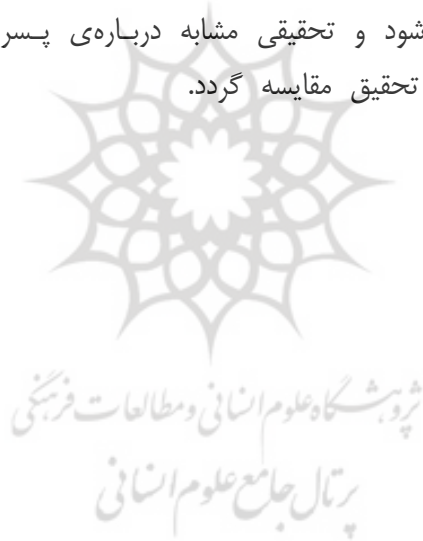 شود و تحقیقی مشابه درباره‌ی پسر
تحقیق مقایسه گردد.
پژوهشگاه علوم انسانی و مطالعات فرهنگی
پرتال جامع علوم انسانی